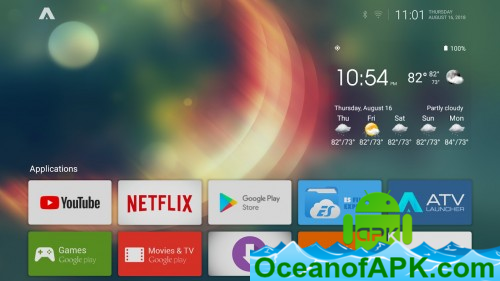 11:01 THURSDAY
AUGUST 16, 2018
100%
10:54 PM 82° 82°
73°
Thursday, August 16 Partly cloudy
Thu Fri Sat Sun Mon
82°/73° 82°/73° 82°/73° 82°/73° 84°/73°
Applications
YouTube
NETFLIX
Google Play
Store
ES
ATV
LAUNCHER
Games
Google play
Movies & TV
Google play
APK
OceanofAPK.com